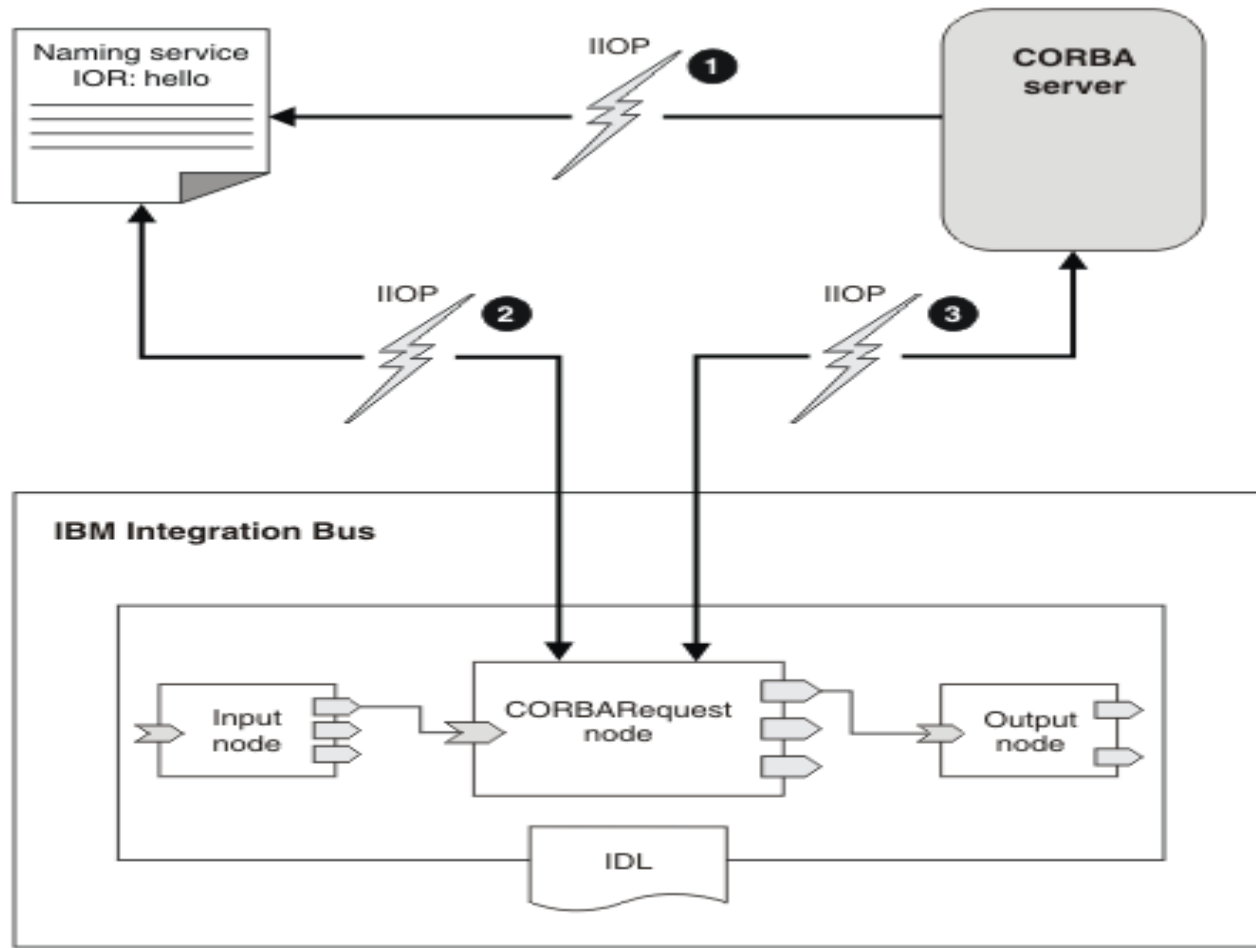 Naming service
IOR: hello
IIOP
1
CORBA
server
IIOP
2
IIOP
3
IBM Integration Bus
Input
node
CORBARequest
node
Output
node
IDL